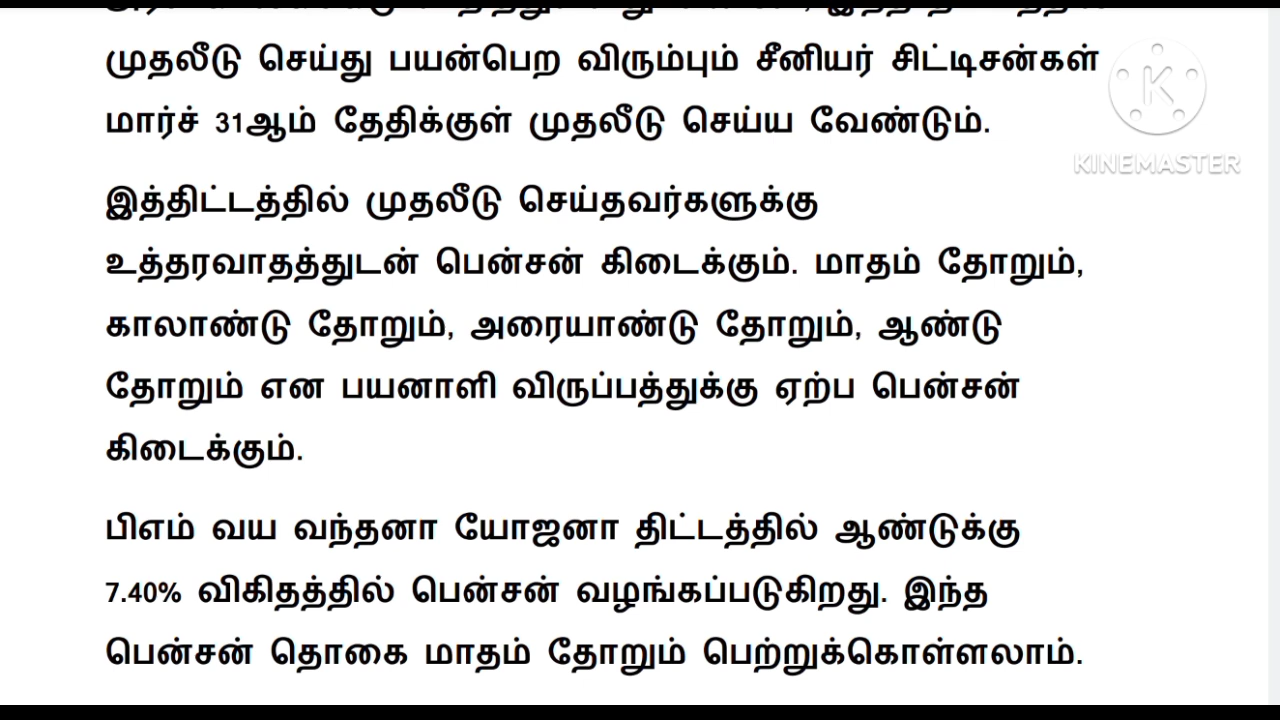 முதலீடு செய்து பயன்பெற விரும்பும் சீனியர் சிட்டிசன்கள்
மார்ச் 31ஆம் தேதிக்குள் முதலீடு செய்ய வேண்டும்.
K
KINEMASTER
இத்திட்டத்தில் முதலீடு செய்தவர்களுக்கு
உத்தரவாதத்துடன் பென்சன் கிடைக்கும். மாதம் தோறும்,
காலாண்டு தோறும், அரையாண்டு தோறும், ஆண்டு
தோறும் என பயனாளி விருப்பத்துக்கு ஏற்ப பென்சன்
கிடைக்கும்.
பிஎம் வய வந்தனா யோஜனா திட்டத்தில் ஆண்டுக்கு
7.40% விகிதத்தில் பென்சன் வழங்கப்படுகிறது. இந்த
பென்சன் தொகை மாதம் தோறும் பெற்றுக்கொள்ளலாம்.